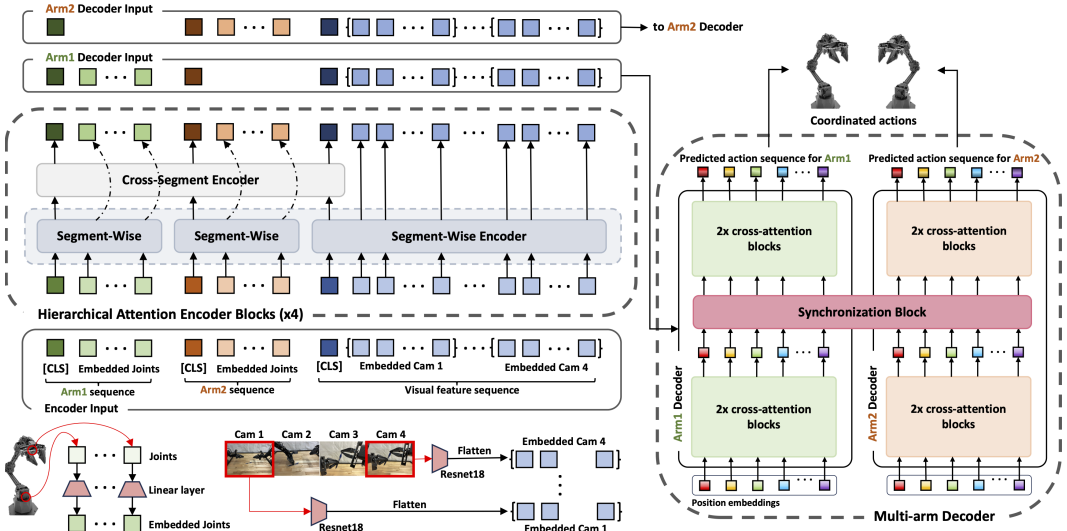 Arm2 Decoder Input
to Arm2 Decoder
Arm1 Decoder Input
Cross-Segment Encoder
Segment-Wise
Segment-Wise
Segment-Wise Encoder
Hierarchical Attention Encoder Blocks (x4)
[CLS] Embedded Joints
Arm1 sequence
[CLS] Embedded Joints
Arm2 sequence
[CLS] Embedded Cam 1
Embedded Cam 4
Visual feature sequence
Encoder Input
Joints
Linear layer
Embedded Joints
Cam 1 Cam 2 Cam 3 Cam 4
Flatten
Resnet18
Embedded Cam 4
Flatten
Resnet18
Embedded Cam 1
Coordinated actions
Predicted action sequence for Arm1
Predicted action sequence for Arm2
2x cross-attention
blocks
2x cross-attention
blocks
Synchronization Block
Arm1 Decoder
2x cross-attention
blocks
Arm2 Decoder
2x cross-attention
blocks
Position embeddings
Multi-arm Decoder